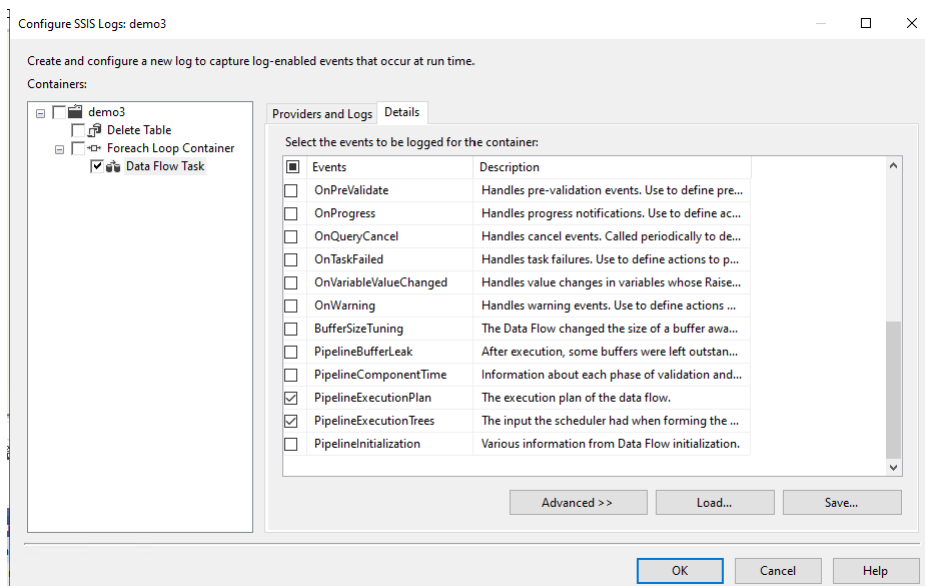 Configure SSIS Logs: demo3
Create and configure a new log to capture log-enabled events that occur at run time.
Containers:
demo3
Delete Table
Foreach Loop Container
Data Flow Task
Providers and Logs Details
Select the events to be logged for the container:
Events Description
OnPreValidate Handles pre-validation events. Use to define pre...
OnProgress Handles progress notifications. Use to define ac...
OnQueryCancel Handles cancel events. Called periodically to de...
OnTaskFailed Handles task failures. Use to define actions to p...
OnVariableValueChanged Handles value changes in variables whose Raise...
OnWarning Handles warning events. Use to define actions ...
BufferSizeTuning The Data Flow changed the size of a buffer awa...
PipelineBufferLeak After execution, some buffers were left outstan...
PipelineComponentTime Information about each phase of validation and...
PipelineExecutionPlan The execution plan of the data flow.
PipelineExecutionTrees The input the scheduler had when forming the ...
PipelineInitialization Various information from Data Flow initialization.
Advanced >> Load... Save...
OK Cancel Help